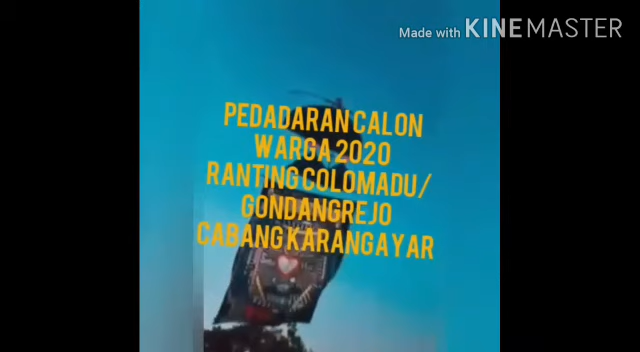 Made with KINEMASTER
PEDADARAN CALON
WARGA 2020
RANTING COLOMADU/
GONDANGREJO
CABANG KARANGAYAR